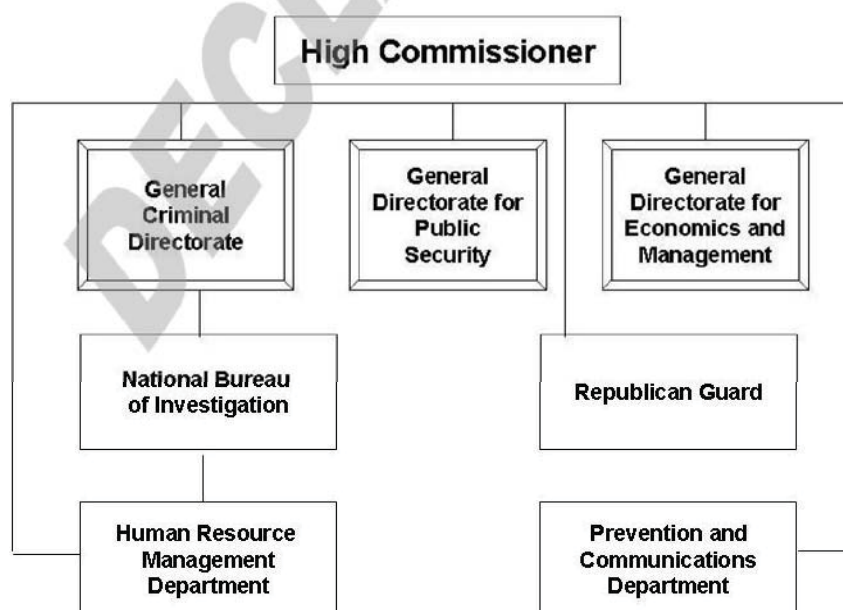 High Commissioner
General
Criminal
Directorate
General
Directorate for
Public
Security
General
Directorate for
Economics and
Management
National Bureau
of Investigation
Republican Guard
Human Resource
Management
Department
Prevention and
Communications
Department
DECL